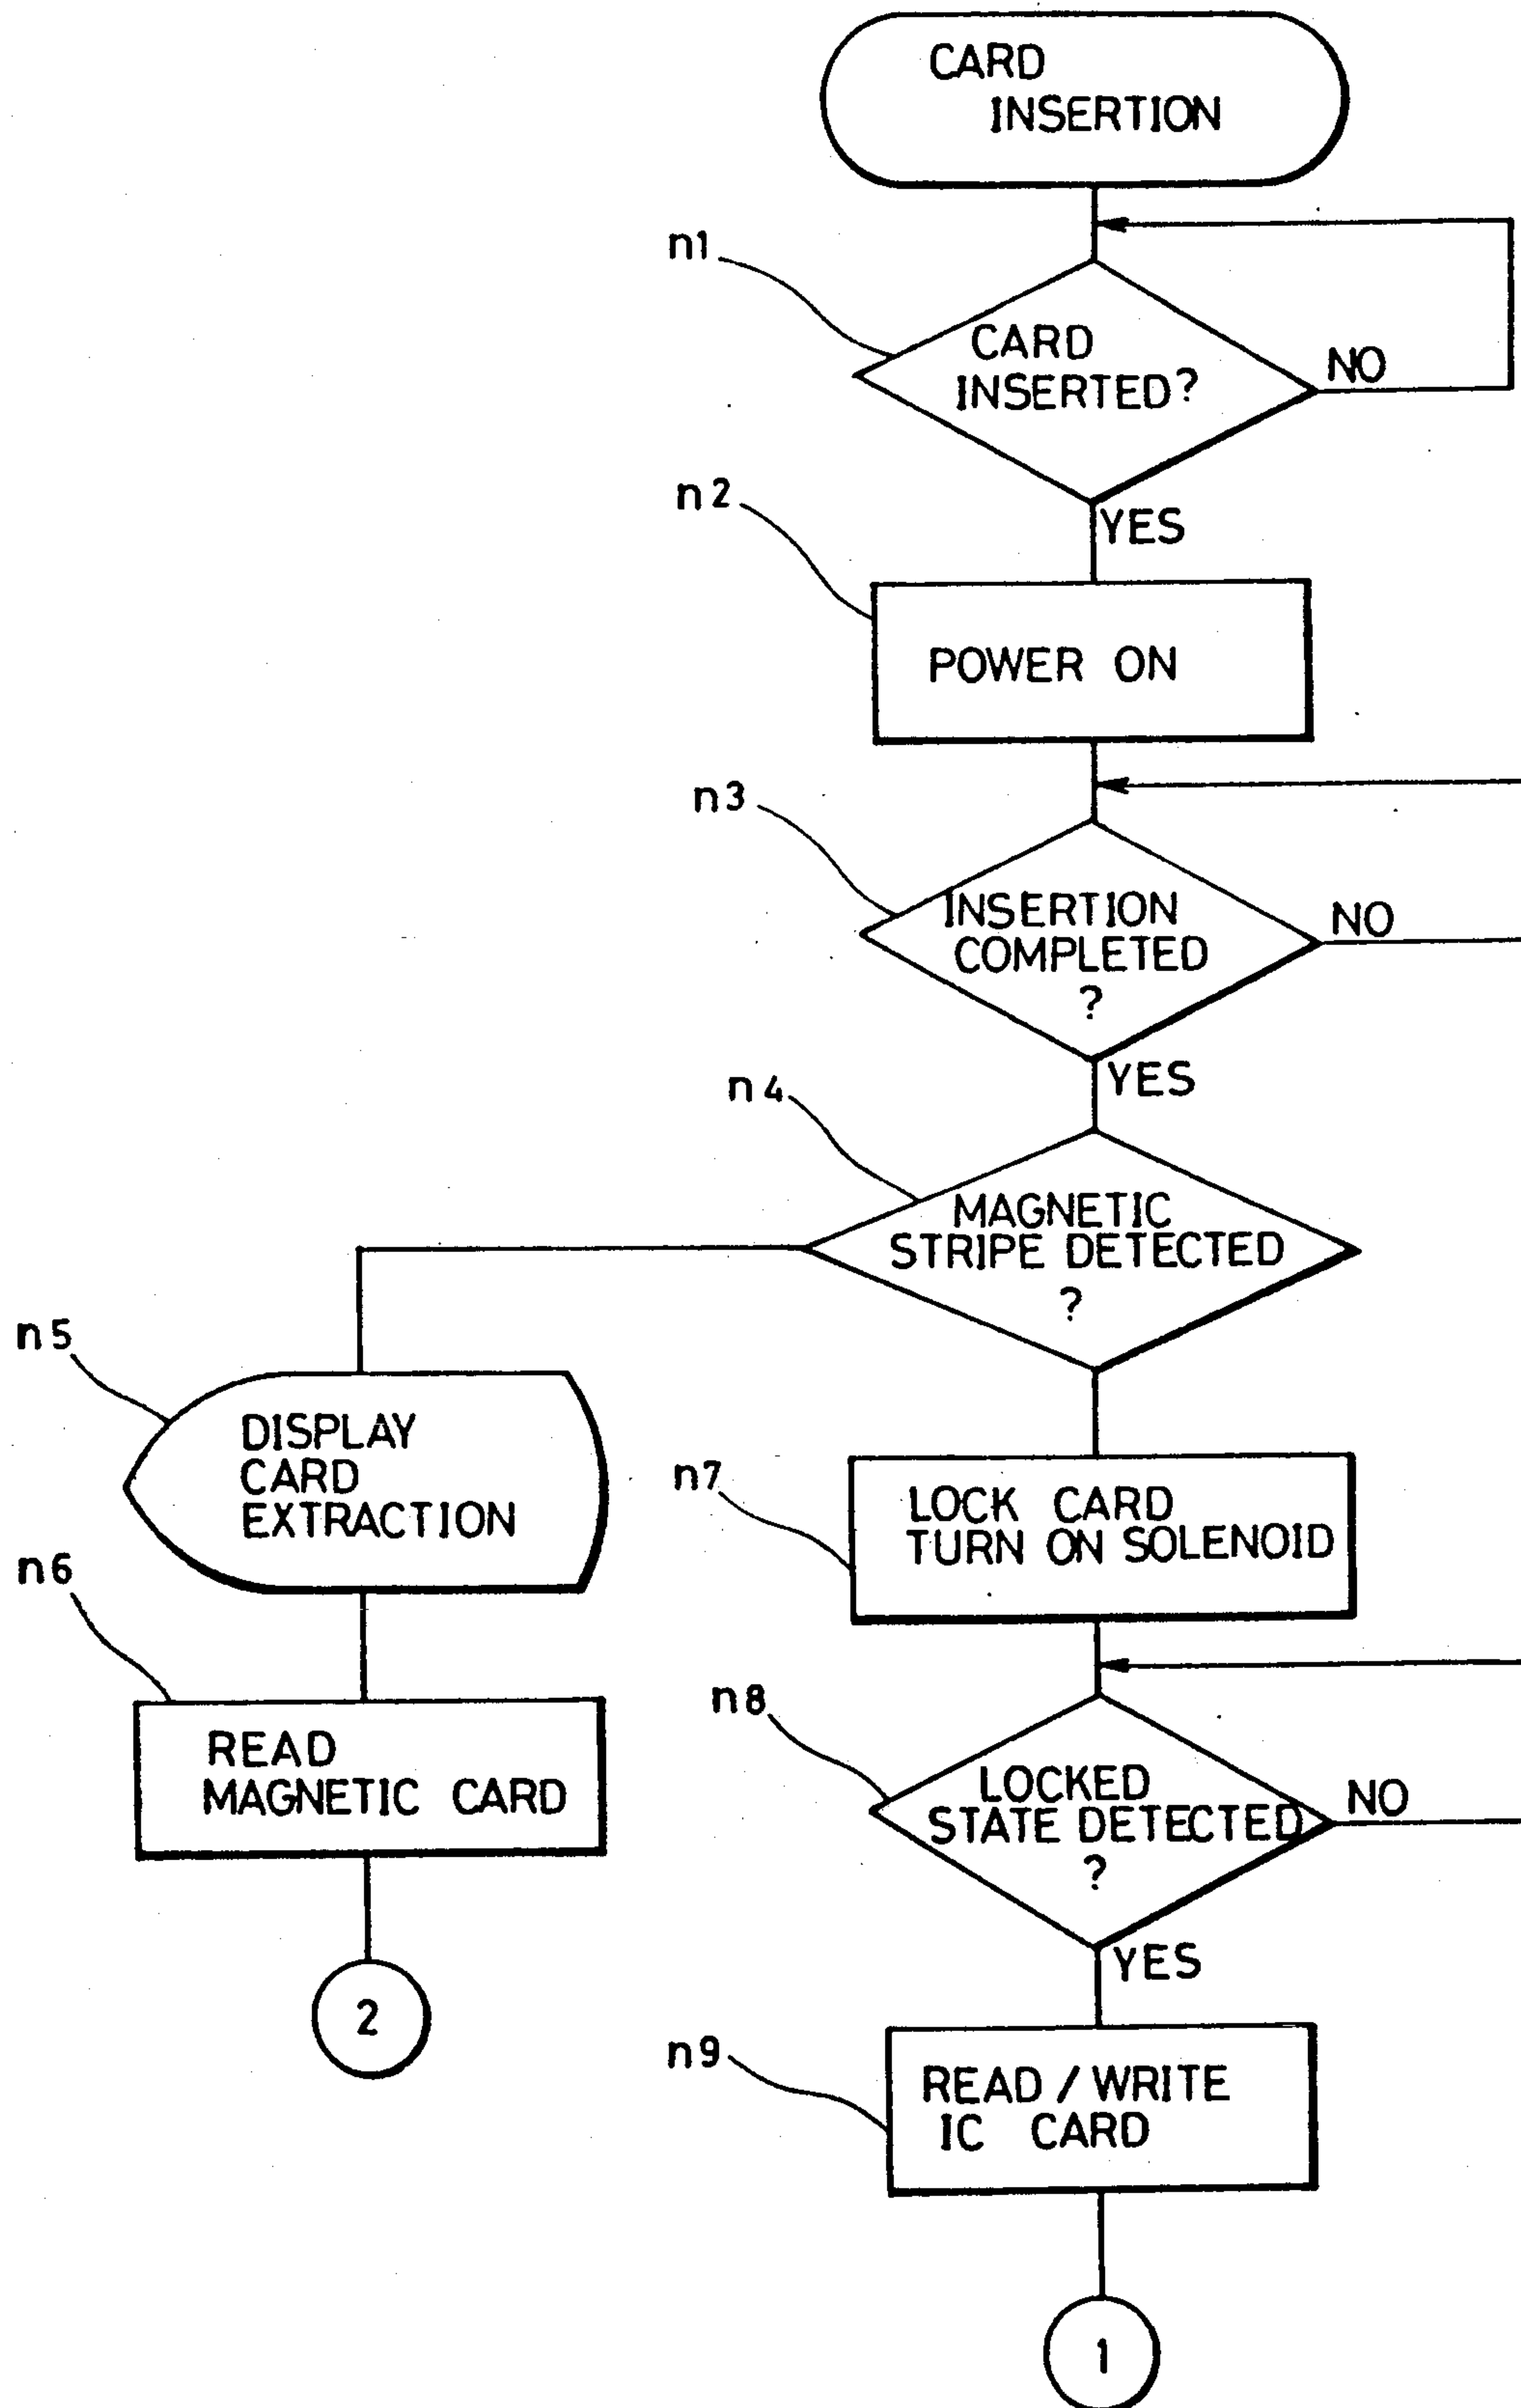 CARD
INSERTION
n1
CARD
INSERTED?
NO
YES
n2
POWER ON
n3
INSERTION
COMPLETED
?
NO
YES
n4
MAGNETIC
STRIPE DETECTED
?
n5
DISPLAY
CARD
EXTRACTION
n6
READ
MAGNETIC CARD
2
n7
LOCK CARD
TURN ON SOLENOID
n8
LOCKED
STATE DETECTED
?
NO
YES
n9
READ / WRITE
IC CARD
1